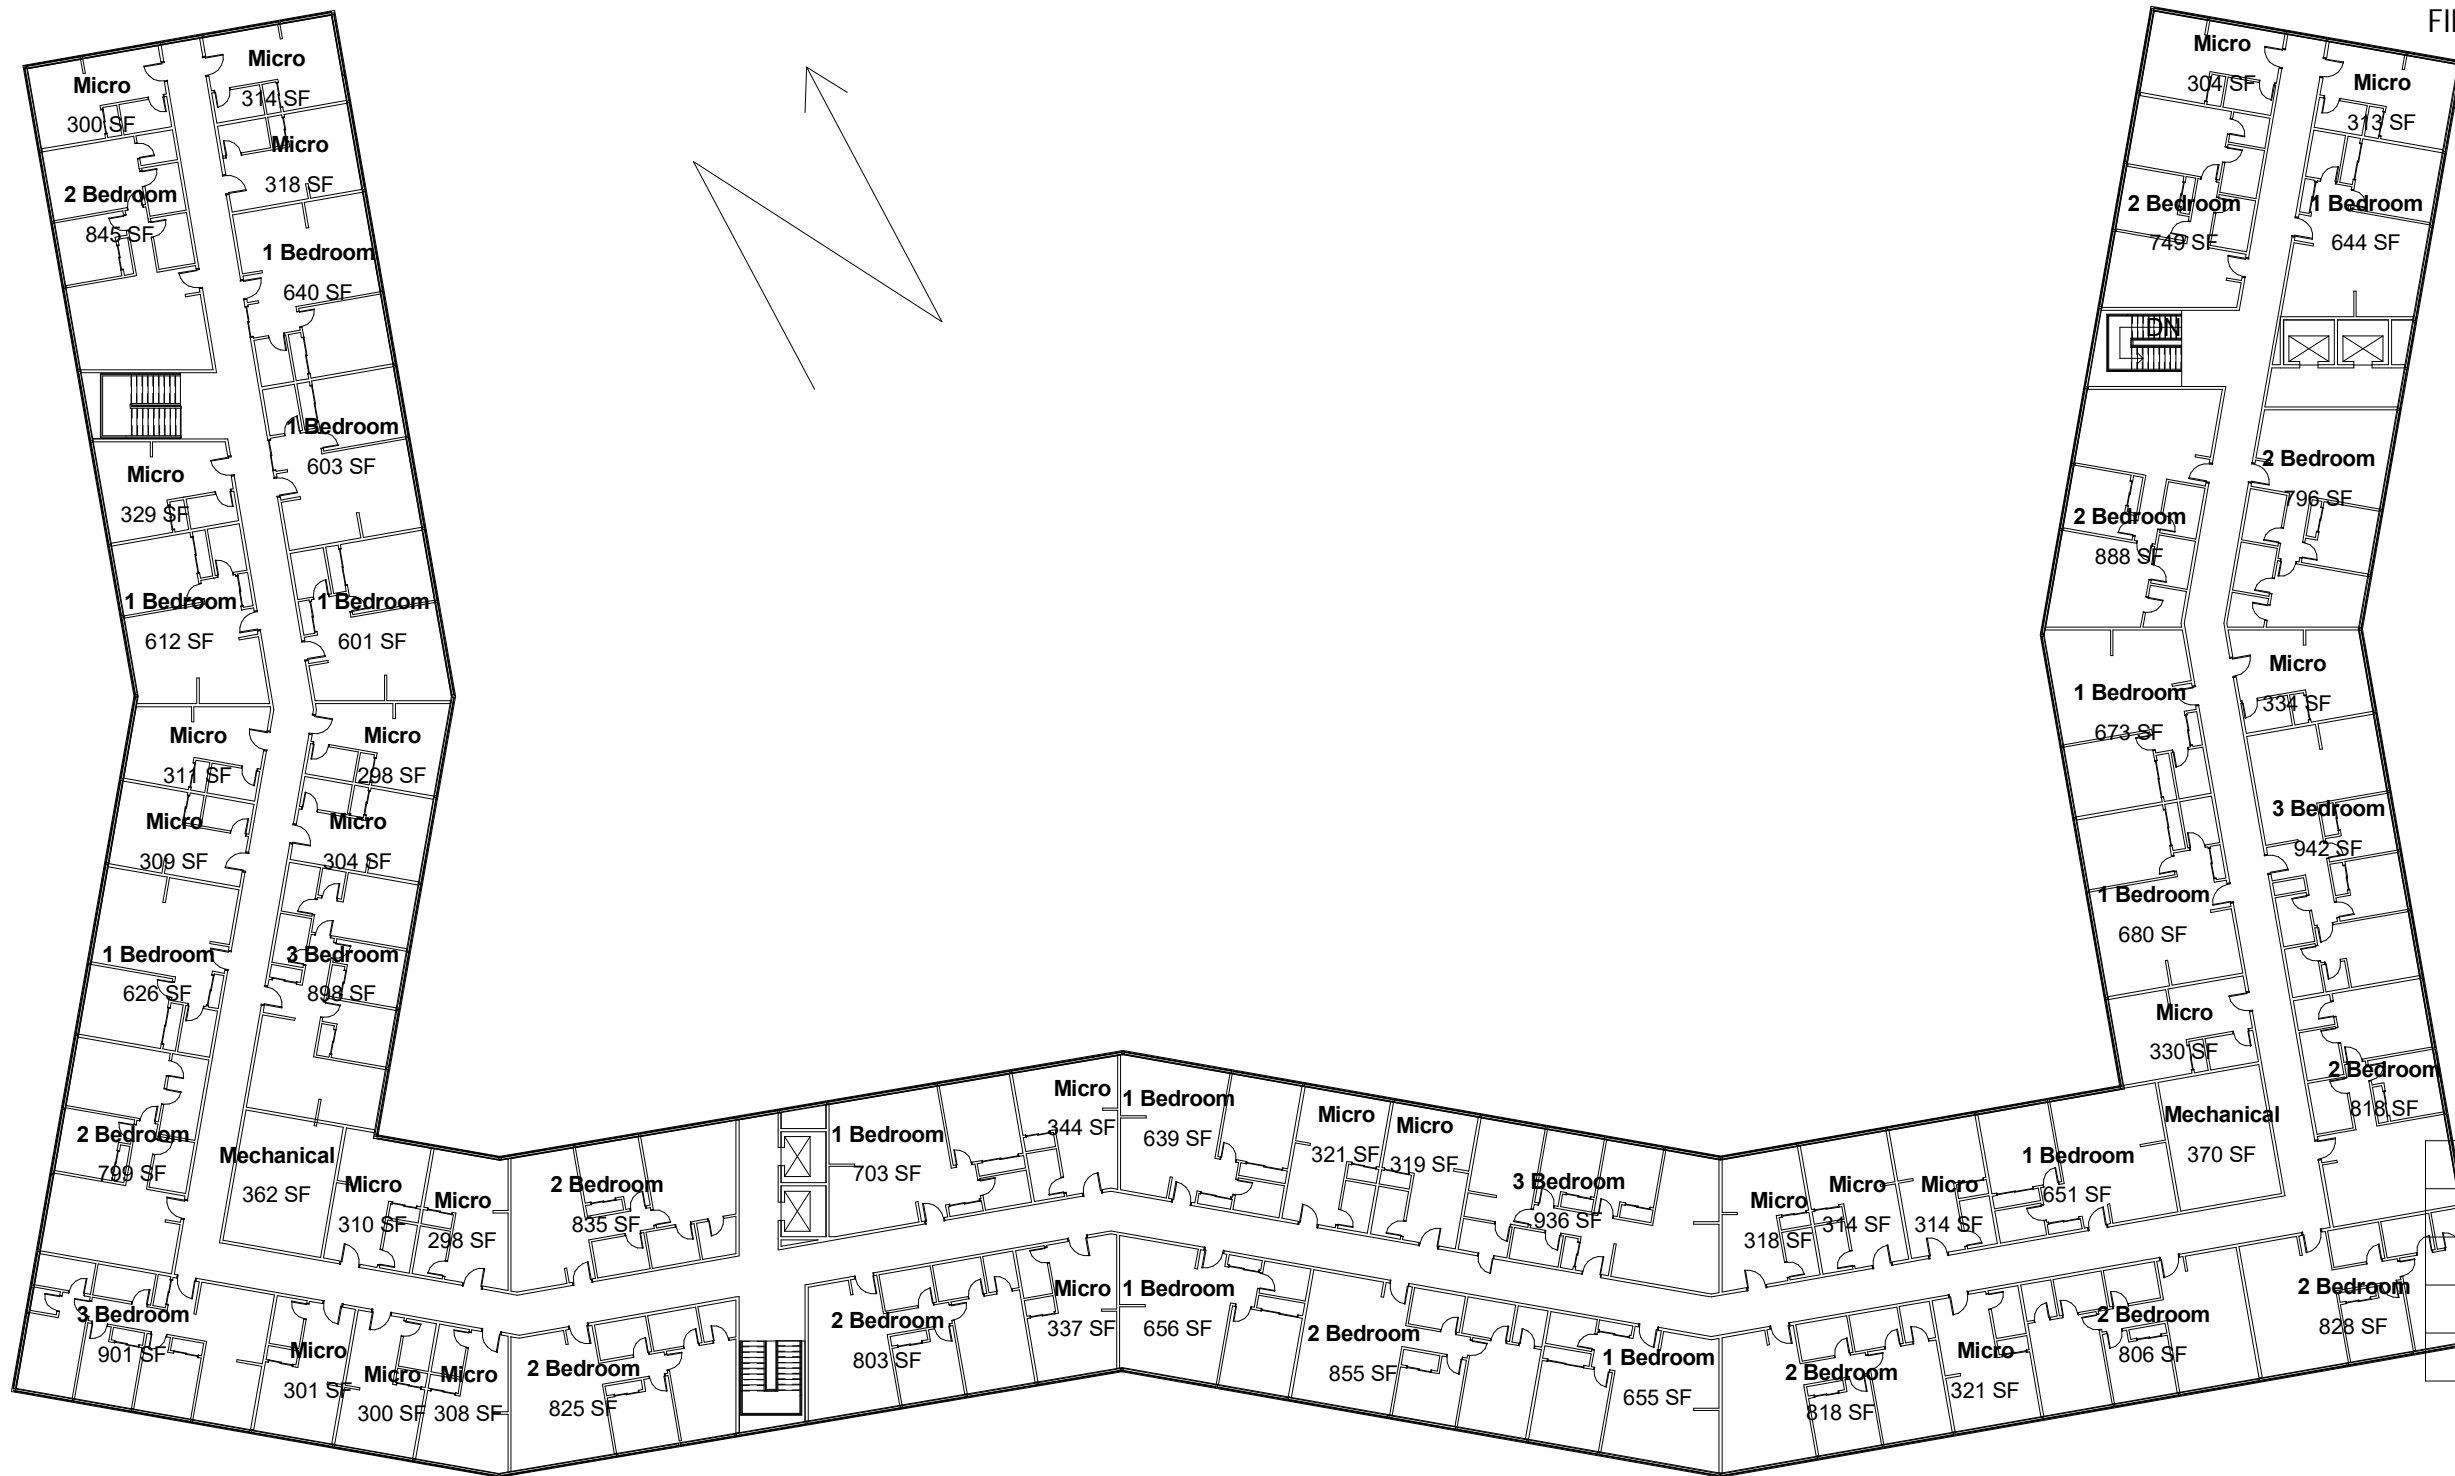 FI
Micro
300 SF
Micro
314 SF
Micro
318 SF
2 Bedroom
845 SF
1 Bedroom
640 SF
1 Bedroom
603 SF
Micro
329 SF
1 Bedroom
612 SF
1 Bedroom
601 SF
Micro
311 SF
Micro
298 SF
Micro
309 SF
Micro
304 SF
1 Bedroom
626 SF
3 Bedroom
898 SF
2 Bedroom
799 SF
Mechanical
362 SF
Micro
310 SF
Micro
298 SF
3 Bedroom
901 SF
Micro
301 SF
Micro
300 SF
Micro
308 SF
2 Bedroom
835 SF
2 Bedroom
825 SF
1 Bedroom
703 SF
Micro
344 SF
2 Bedroom
803 SF
Micro
337 SF
1 Bedroom
639 SF
Micro
321 SF
Micro
319 SF
3 Bedroom
936 SF
1 Bedroom
656 SF
2 Bedroom
855 SF
1 Bedroom
655 SF
Micro
318 SF
Micro
314 SF
Micro
314 SF
1 Bedroom
651 SF
Mechanical
370 SF
2 Bedroom
818 SF
Micro
321 SF
2 Bedroom
806 SF
2 Bedroom
828 SF
Micro
304 SF
Micro
313 SF
2 Bedroom
749 SF
1 Bedroom
644 SF
DN
2 Bedroom
796 SF
2 Bedroom
888 SF
Micro
334 SF
1 Bedroom
673 SF
3 Bedroom
942 SF
1 Bedroom
680 SF
Micro
330 SF
2 Bedroom
818 SF